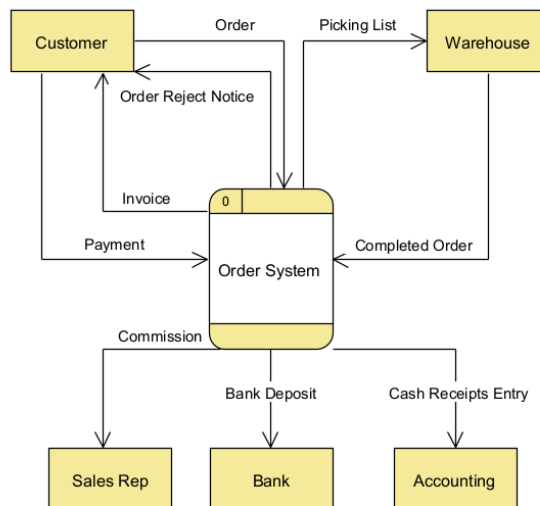 Order
Picking List
Customer
Warehouse
Order Reject Notice
Invoice
0
Payment
Completed Order
Order System
Commission
Bank Deposit
Cash Receipts Entry
Sales Rep
Bank
Accounting